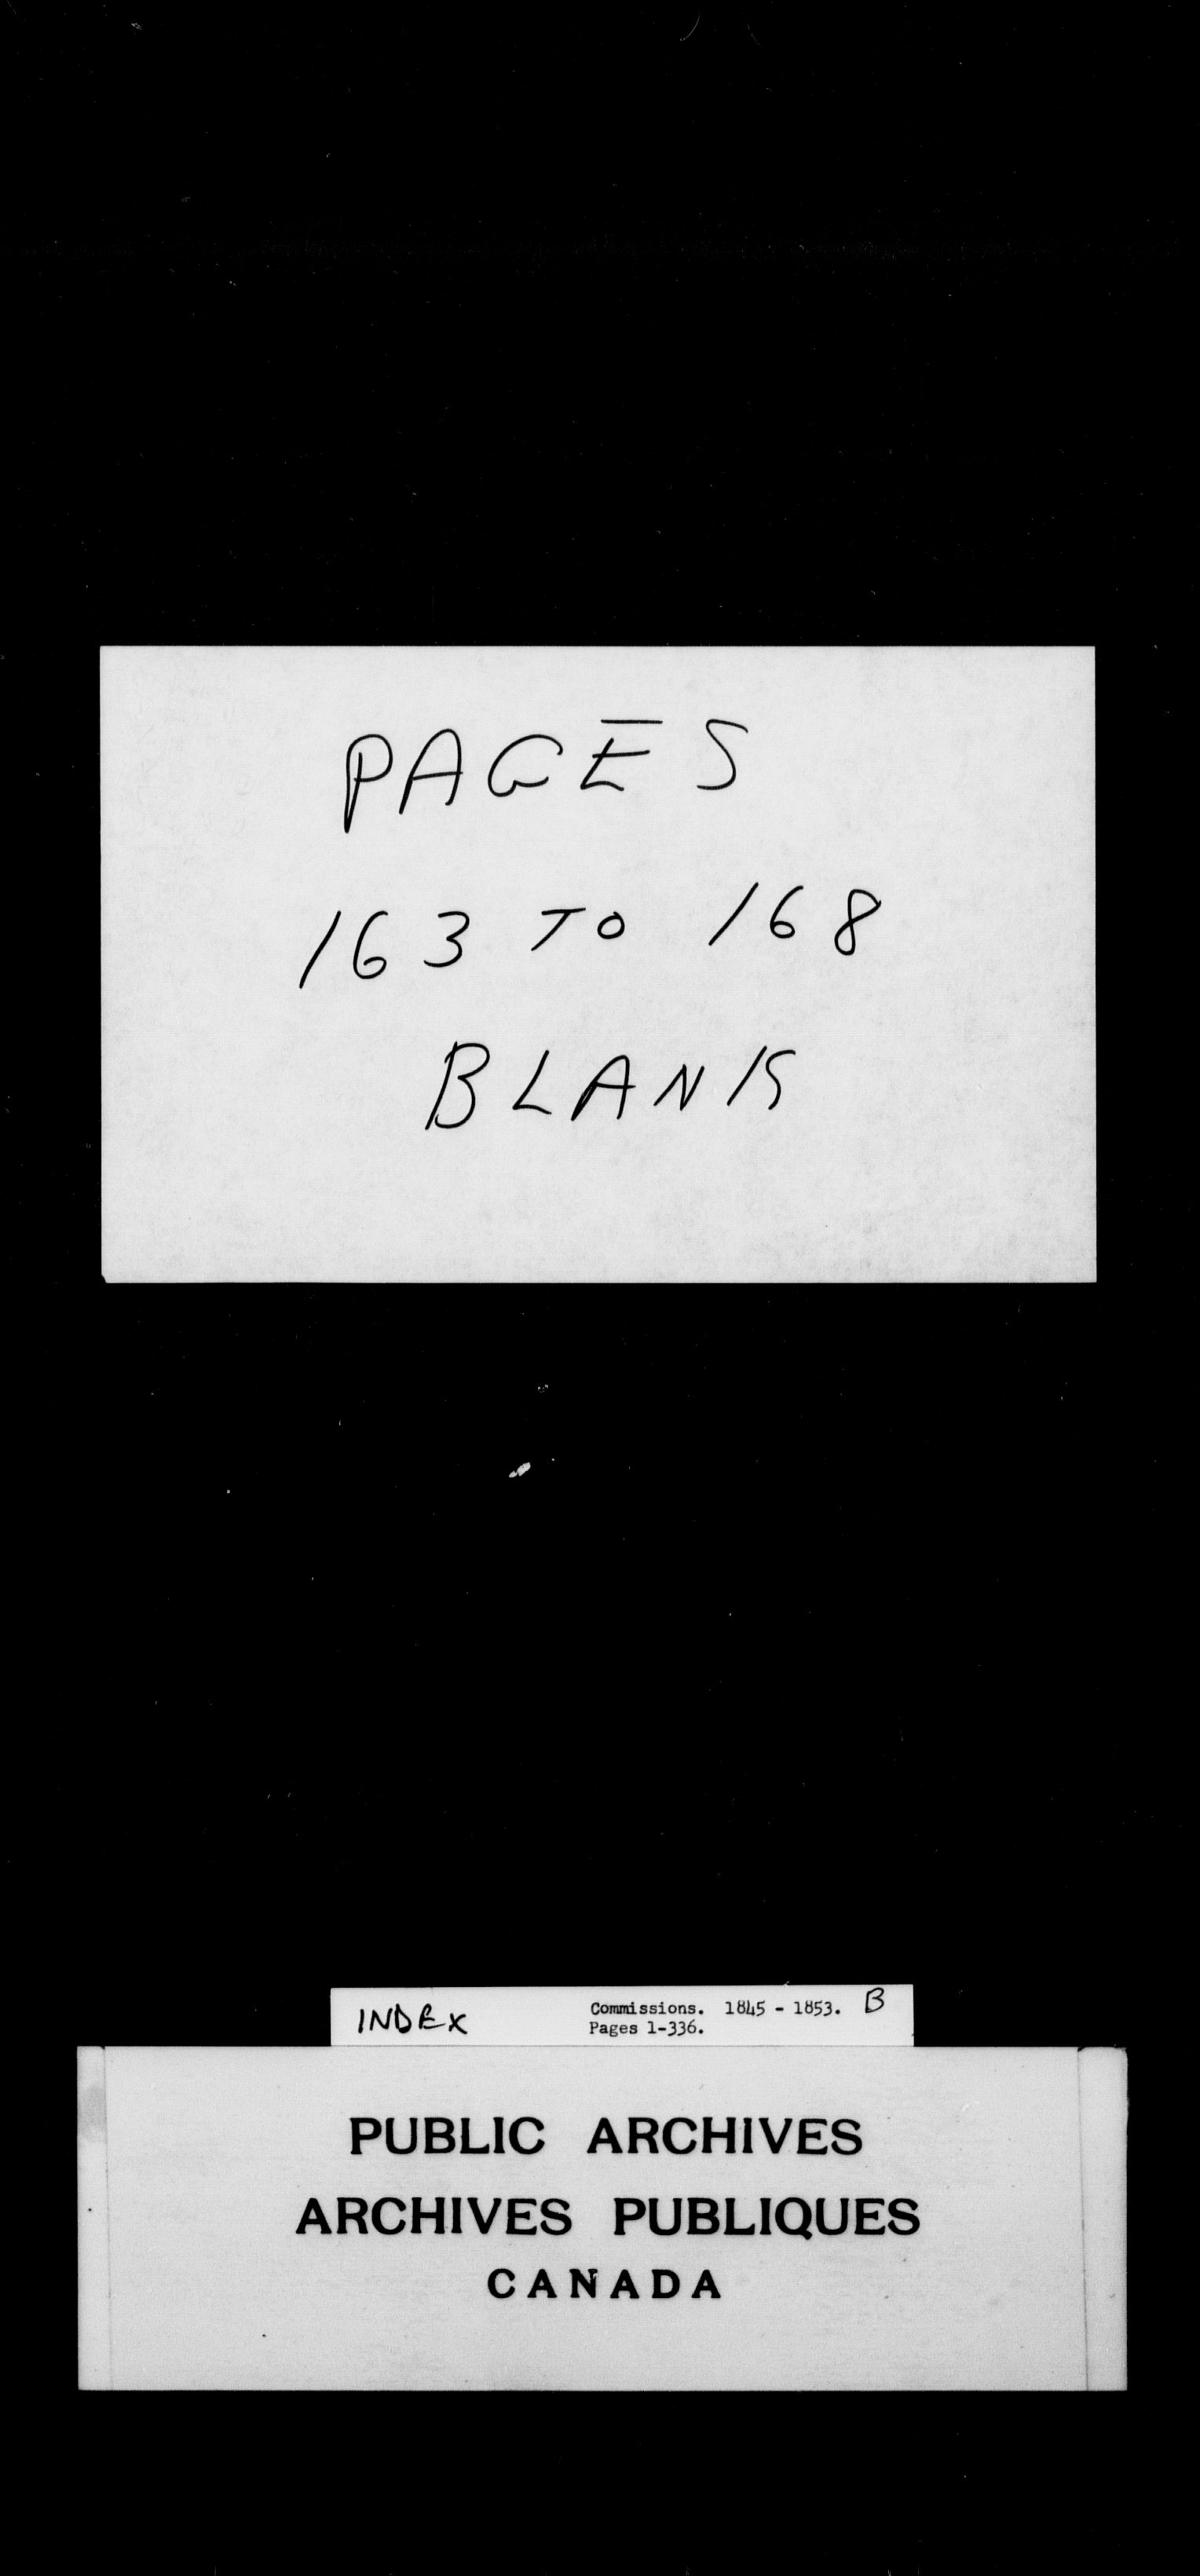 PAGES
163 TO 168
BLANK
INDEX Commissions. 1845 - 1853. B
Pages 1-336.
PUBLIC ARCHIVES
ARCHIVES PUBLIQUES
CANADA